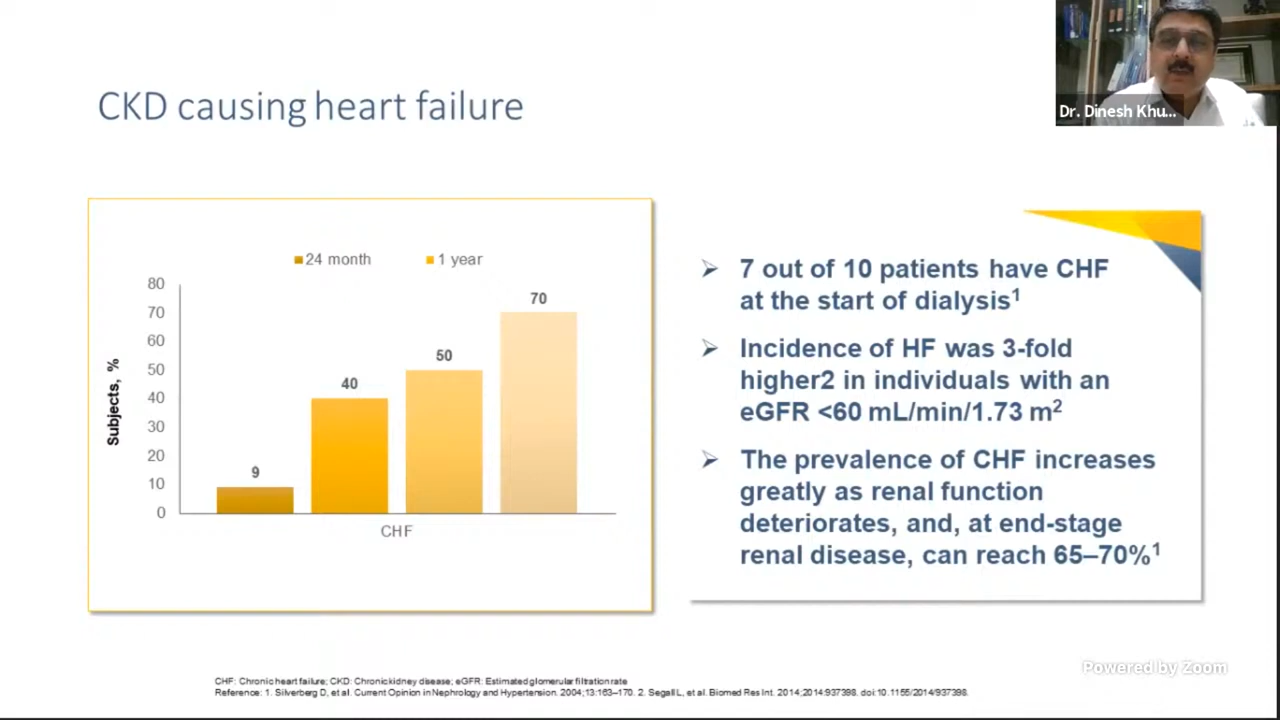 Dr. Dinesh Khu...
CKD causing heart failure
24 month
1 year
Subjects, %
80
70
60
50
40
30
20
10
0
9
40
50
70
CHF
➢ 7 out of 10 patients have CHF
at the start of dialysis¹
➢ Incidence of HF was 3-fold
higher2 in individuals with an
eGFR <60 mL/min/1.73 m²
➢ The prevalence of CHF increases
greatly as renal function
deteriorates, and, at end-stage
renal disease, can reach 65–70%¹
Powered by Zoom
CHF: Chronic heart failure; CKD: Chronic kidney disease; eGFR: Estimated glomerular filtration rate
Reference: 1. Silverberg D, et al. Current Opinion in Nephrology and Hypertension. 2004;13:163–170. 2. Segall L, et al. Biomed Res Int. 2014;2014:937398. doi:10.1155/2014/937398.